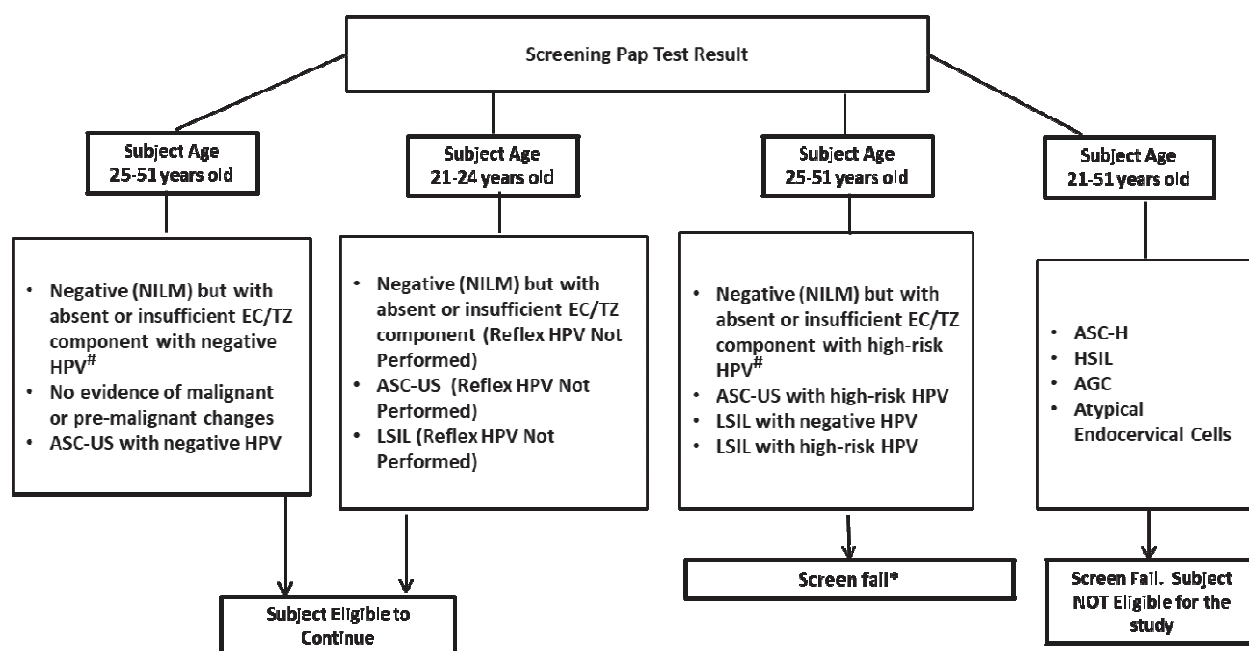 Screening Pap Test Result
Subject Age
25-51 years old
Subject Age
21-24 years old
Subject Age
25-51 years old
Subject Age
21-51 years old
• Negative (NILM) but with
absent or insufficient EC/TZ
component with negative
HPV#
• No evidence of malignant
or pre-malignant changes
• ASC-US with negative HPV
• Negative (NILM) but with
absent or insufficient EC/TZ
component (Reflex HPV Not
Performed)
• ASC-US (Reflex HPV Not
Performed)
• LSIL (Reflex HPV Not
Performed)
• Negative (NILM) but with
absent or insufficient EC/TZ
component with high-risk
HPV#
• ASC-US with high-risk HPV
• LSIL with negative HPV
• LSIL with high-risk HPV
• ASC-H
• HSIL
• AGC
• Atypical
Endocervical Cells
Subject Eligible to
Continue
Screen fail*
Screen Fail. Subject
NOT Eligible for the
study